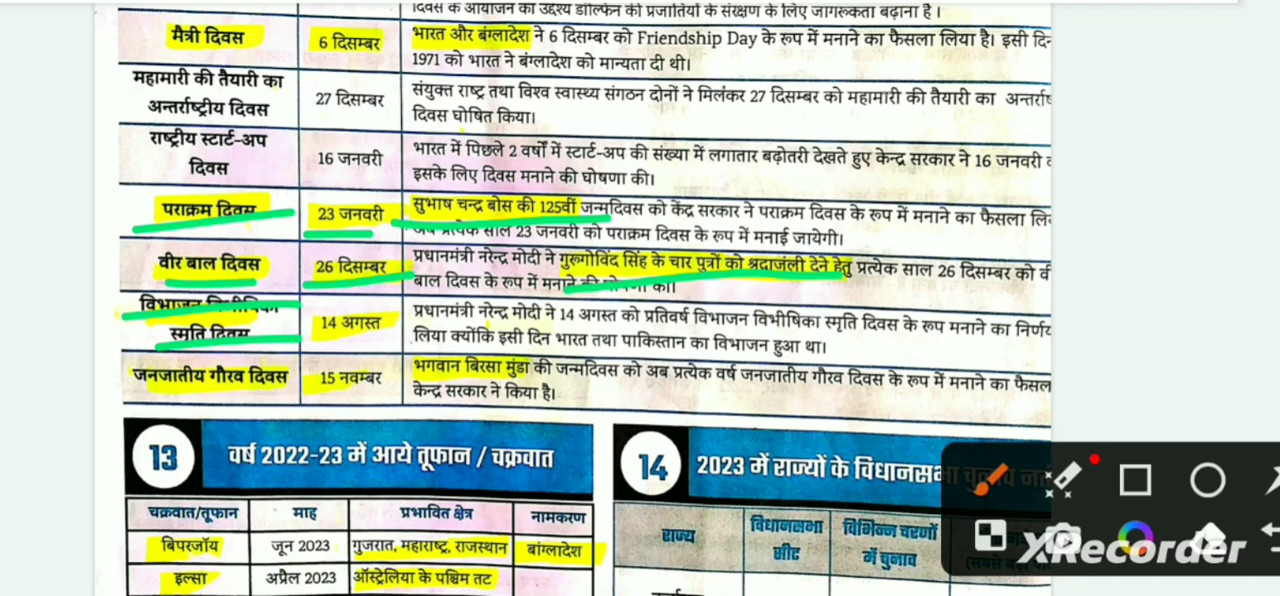 दिवस के आयोजन का उद्देश्य डॉल्फिन की प्रजातियों के संरक्षण के लिए जागरूकता बढ़ाना है।
मैत्री दिवस
6 दिसम्बर
भारत और बंग्लादेश ने 6 दिसम्बर को Friendship Day के रूप में मनाने का फैसला लिया है। इसी दिन
1971 को भारत ने बंग्लादेश को मान्यता दी थी।
महामारी की तैयारी का
अन्तर्राष्ट्रीय दिवस
27 दिसम्बर
संयुक्त राष्ट्र तथा विश्व स्वास्थ्य संगठन दोनों ने मिलंकर 27 दिसम्बर को महामारी की तैयारी का
दिवस घोषित किया।
राष्ट्रीय स्टार्ट-अप
दिवस
16 जनवरी
भारत में पिछले 2 वर्षों में स्टार्ट-अप की संख्या में लगातार बढ़ोतरी देखते हुए केन्द्र सरकार ने 16 जनवरी
इसके लिए दिवस मनाने की घोषणा की।
पराक्रम दिवस
23 जनवरी
सुभाष चन्द्र बोस की 125वीं जन्मदिवस को केंद्र सरकार ने पराक्रम दिवस के रूप में मनाने का फैसला
साल 23 जनवरी को पराक्रम दिवस के रूप में मनाई जायेगी।
वीर बाल दिवस
26 दिसम्बर
प्रधानमंत्री नरेन्द्र मोदी ने गुरूगोविंद सिंह के चार पुत्रों को श्रदाजंली देने हेतु प्रत्येक साल 26 दिसम्बर को
बाल दिवस के रूप में मनाने की
विभाजन
स्मृति दिवस
14 अगस्त
प्रधानमंत्री नरेन्द्र मोदी ने 14 अगस्त को प्रतिवर्ष विभाजन विभीषिका स्मृति दिवस के रूप मनाने का निर्णय
लिया क्योंकि इसी दिन भारत तथा पाकिस्तान का विभाजन हुआ था।
जनजातीय गौरव दिवस
15 नवम्बर
भगवान बिरसा मुंडा की जन्मदिवस को अब प्रत्येक वर्ष जनजातीय गौरव दिवस के रूप में मनाने का
केन्द्र सरकार ने किया है।
13 वर्ष 2022-23 में आये तूफान / चक्रवात
चक्रवात/तूफान माह प्रभावित क्षेत्र नामकरण
बिपरजॉय जून 2023 गुजरात, महाराष्ट्र, राजस्थान बांग्लादेश
इल्सा अप्रैल 2023 ऑस्ट्रेलिया के पश्चिम तट
14 2023 में राज्यों के विधानसभा
राज्य
विधानसभा
सीट
विभिन्न चरणों
में चुनाव
XRecorder